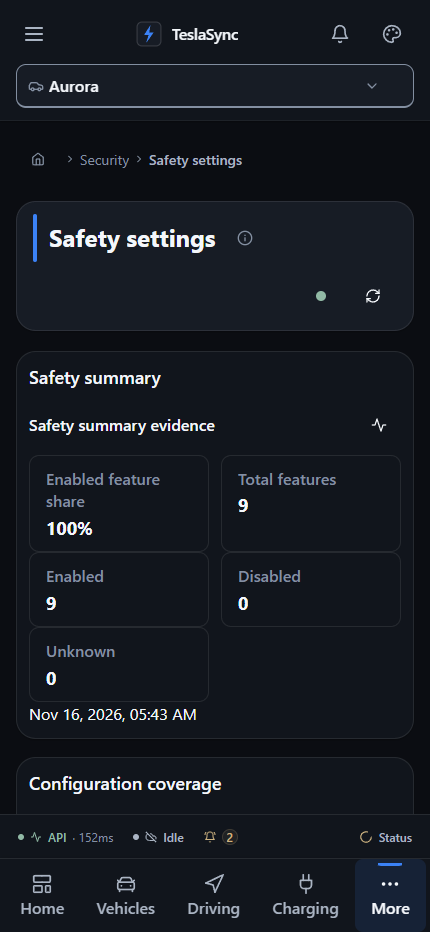 TeslaSync
Aurora
Security
Safety settings
Safety settings
Safety summary
Safety summary evidence
Enabled feature
share
100%
Total features
9
Enabled
9
Disabled
0
Unknown
0
Nov 16, 2026, 05:43 AM
Configuration coverage
API · 152ms
Idle
2
Status
Home
Vehicles
Driving
Charging
More